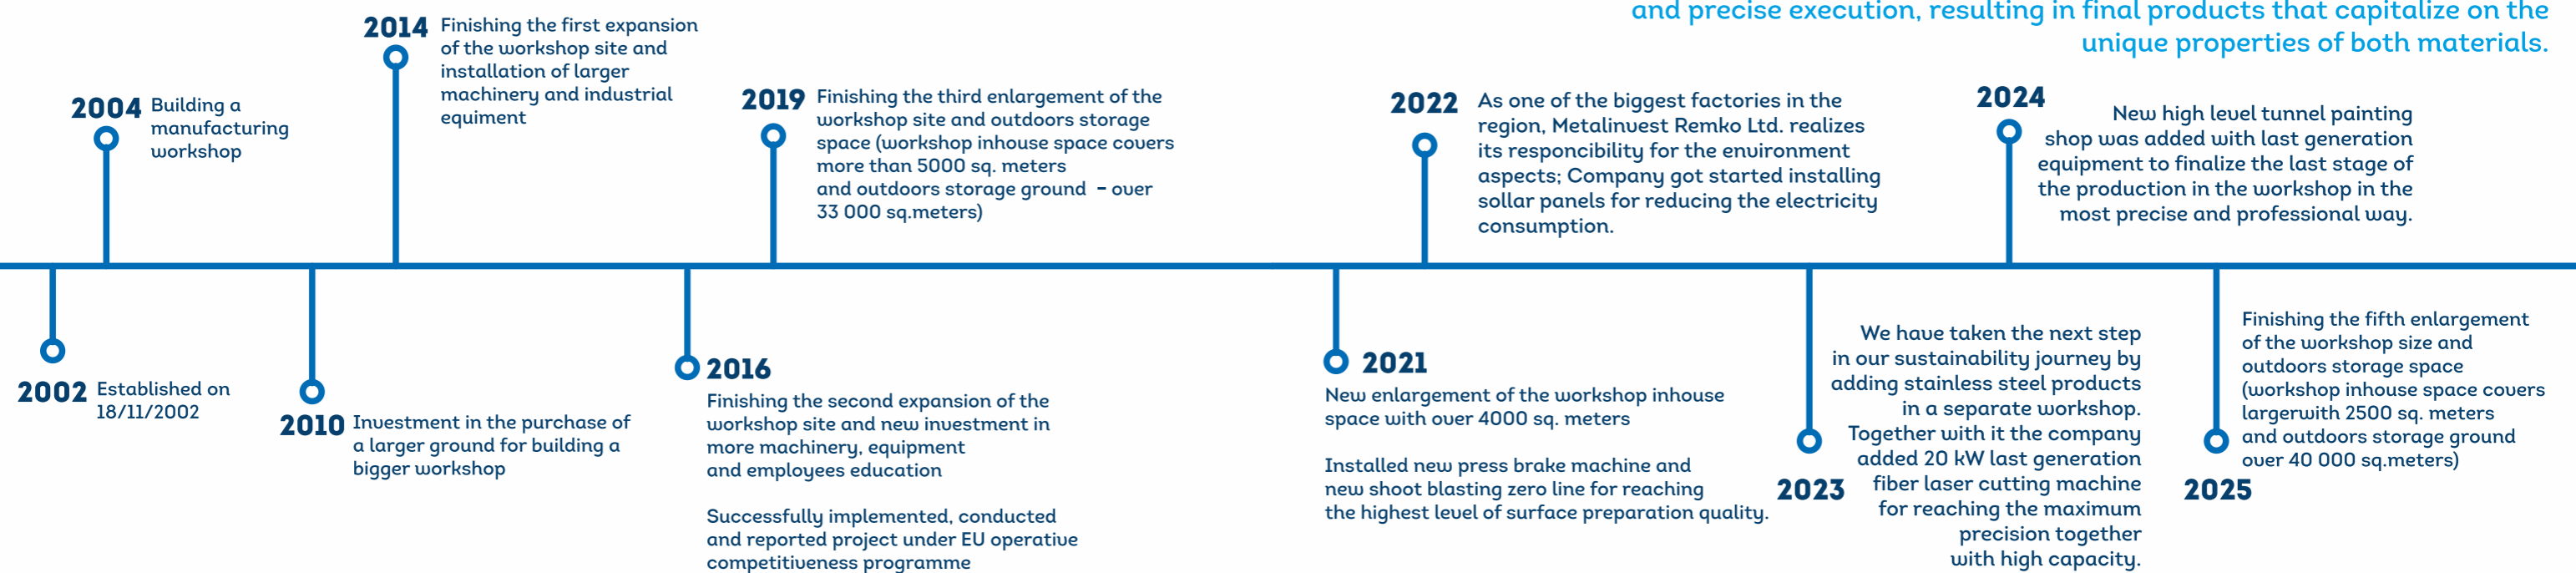 and precise execution, resulting in final products that capitalize on the
unique properties of both materials.
2002
Established on
18/11/2002
2004
Building a
manufacturing
workshop
2010
Investment in the purchase of
a larger ground for building a
bigger workshop
2014
Finishing the first expansion
of the workshop site and
installation of larger
machinery and industrial
equiment
2016
Finishing the second expansion of the
workshop site and new investment in
more machinery, equipment
and employees education
Successfully implemented, conducted
and reported project under EU operative
competitiveness programme
2019
Finishing the third enlargement of the
workshop site and outdoors storage
space (workshop inhouse space covers
more than 5000 sq. meters
and outdoors storage ground – over
33 000 sq.meters)
2021
New enlargement of the workshop inhouse
space with over 4000 sq. meters
Installed new press brake machine and
new shoot blasting zero line for reaching
the highest level of surface preparation quality.
2022
As one of the biggest factories in the
region, Metalinvest Remko Ltd. realizes
its responcibility for the environment
aspects; Company got started installing
sollar panels for reducing the electricity
consumption.
2023
We have taken the next step
in our sustainability journey by
adding stainless steel products
in a separate workshop.
Together with it the company
added 20 kW last generation
fiber laser cutting machine
for reaching the maximum
precision together
with high capacity.
2024
New high level tunnel painting
shop was added with last generation
equipment to finalize the last stage of
the production in the workshop in the
most precise and professional way.
2025
Finishing the fifth enlargement
of the workshop size and
outdoors storage space
(workshop inhouse space covers
largerwith 2500 sq. meters
and outdoors storage ground
over 40 000 sq.meters)